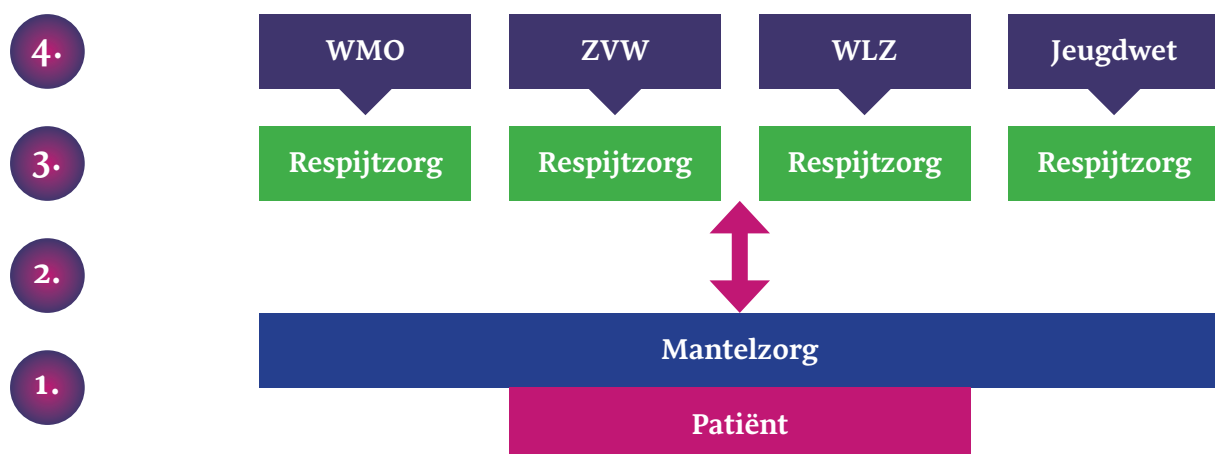 4. WMO ZVW WLZ Jeugdwet
3. Respijtzorg Respijtzorg Respijtzorg Respijtzorg
2.
Mantelzorg
1.
Patiënt